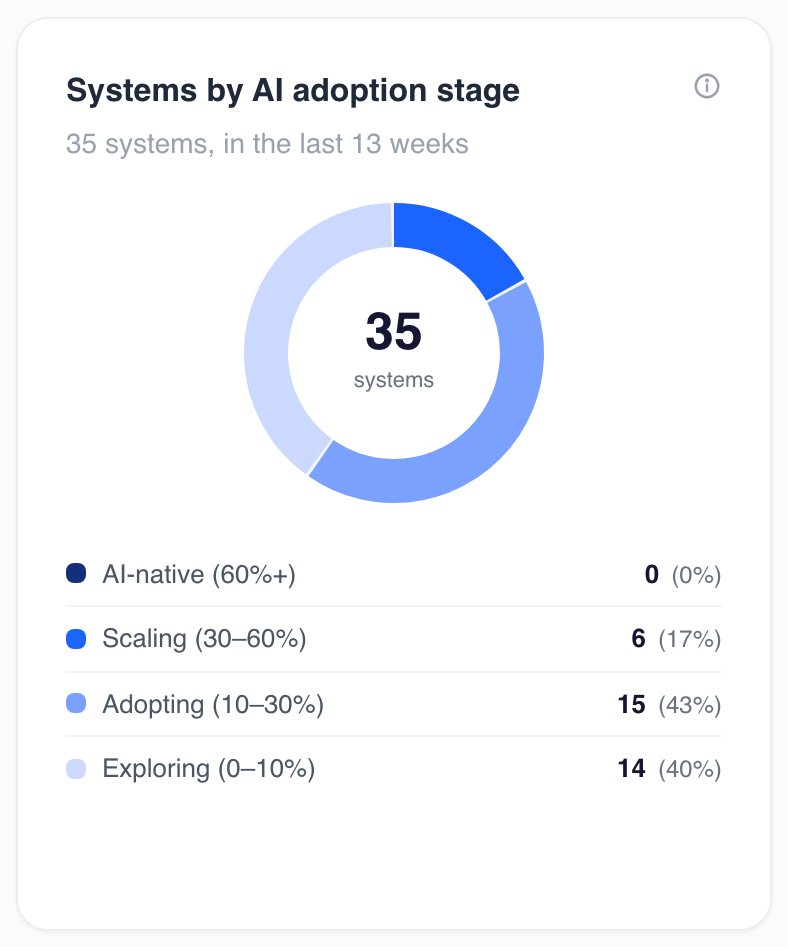 Systems by AI adoption stage
35 systems, in the last 13 weeks
35
systems
AI-native (60%+) 0 (0%)
Scaling (30–60%) 6 (17%)
Adopting (10–30%) 15 (43%)
Exploring (0–10%) 14 (40%)